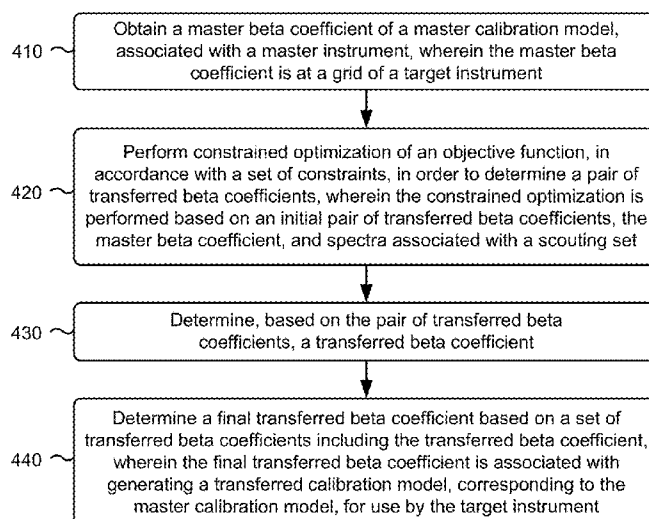 410
Obtain a master beta coefficient of a master calibration model,
associated with a master instrument, wherein the master beta
coefficient is at a grid of a target instrument
420
Perform constrained optimization of an objective function, in
accordance with a set of constraints, in order to determine a pair of
transferred beta coefficients, wherein the constrained optimization is
performed based on an initial pair of transferred beta coefficients, the
master beta coefficient, and spectra associated with a scouting set
430
Determine, based on the pair of transferred beta
coefficients, a transferred beta coefficient
440
Determine a final transferred beta coefficient based on a set of
transferred beta coefficients including the transferred beta coefficient,
wherein the final transferred beta coefficient is associated with
generating a transferred calibration model, corresponding to the
master calibration model, for use by the target instrument